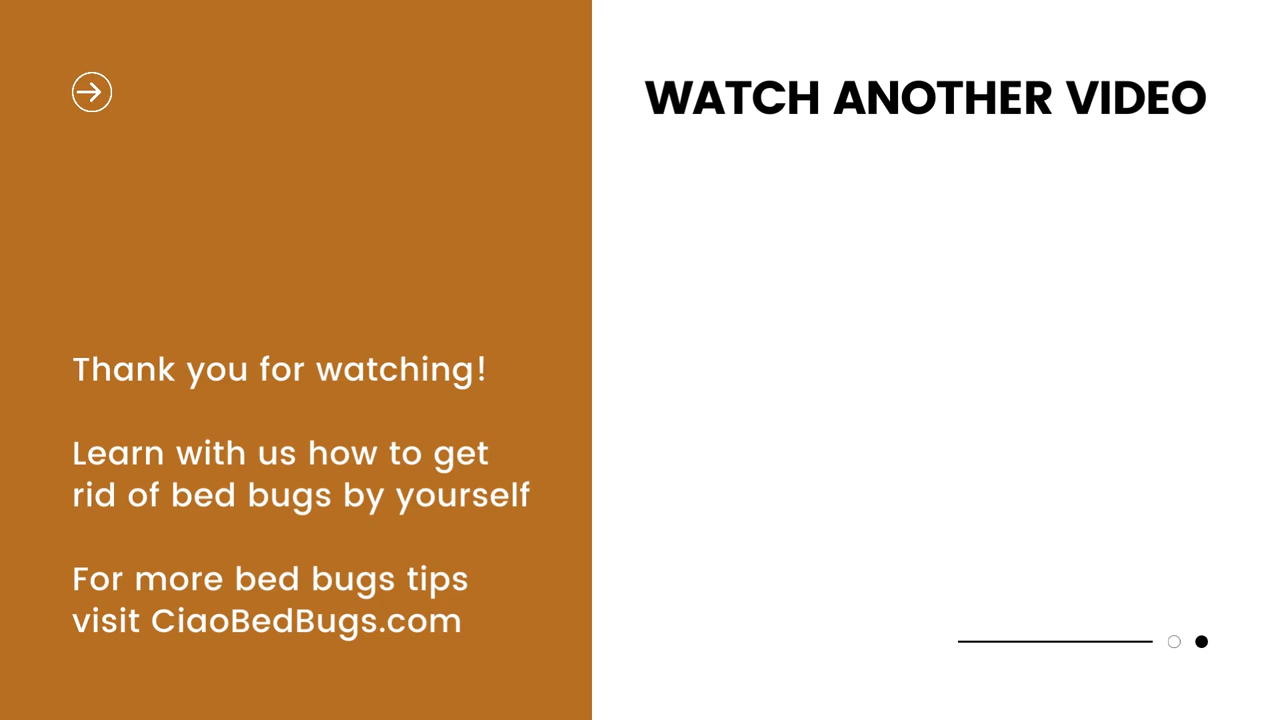 Thank you for watching!
Learn with us how to get
rid of bed bugs by yourself
For more bed bugs tips
visit CiaoBedBugs.com
WATCH ANOTHER VIDEO